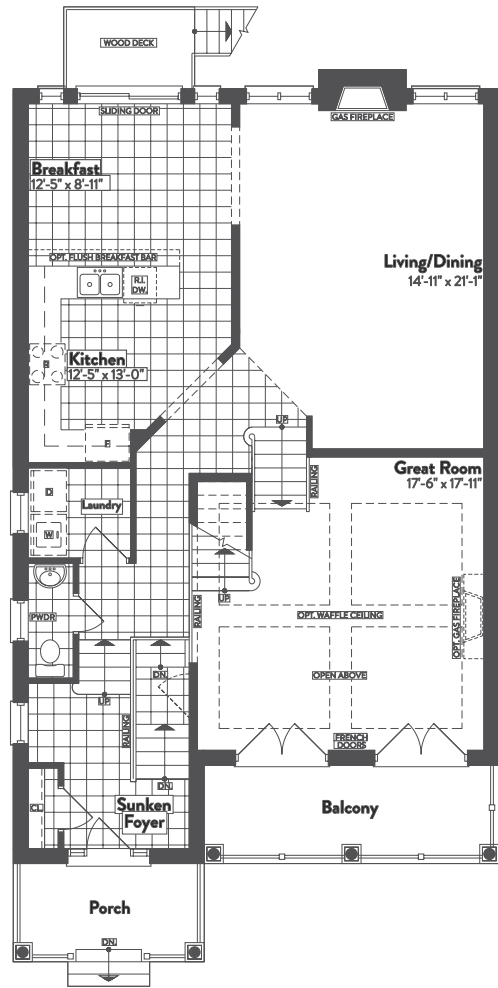 WOOD DECK
SLIDING DOOR
GAS FIREPLACE
Breakfast
12'-5" x 8'-11"
OPT. FLUSH BREAKFAST BAR
R.I.
DW.
Living/Dining
14'-11" x 21'-1"
Kitchen
12'-5" x 13'-0"
F
UP
Great Room
17'-6" x 17'-11"
RAILING
D
Laundry
W
UP
RAILING
PWDR
OPT. GAS FIREPLACE
OPT. WAFFLE CEILING
DN.
OPEN ABOVE
UP
RAILING
FRENCH
DOORS
DN.
CL
Sunken
Foyer
Balcony
Porch
DN.